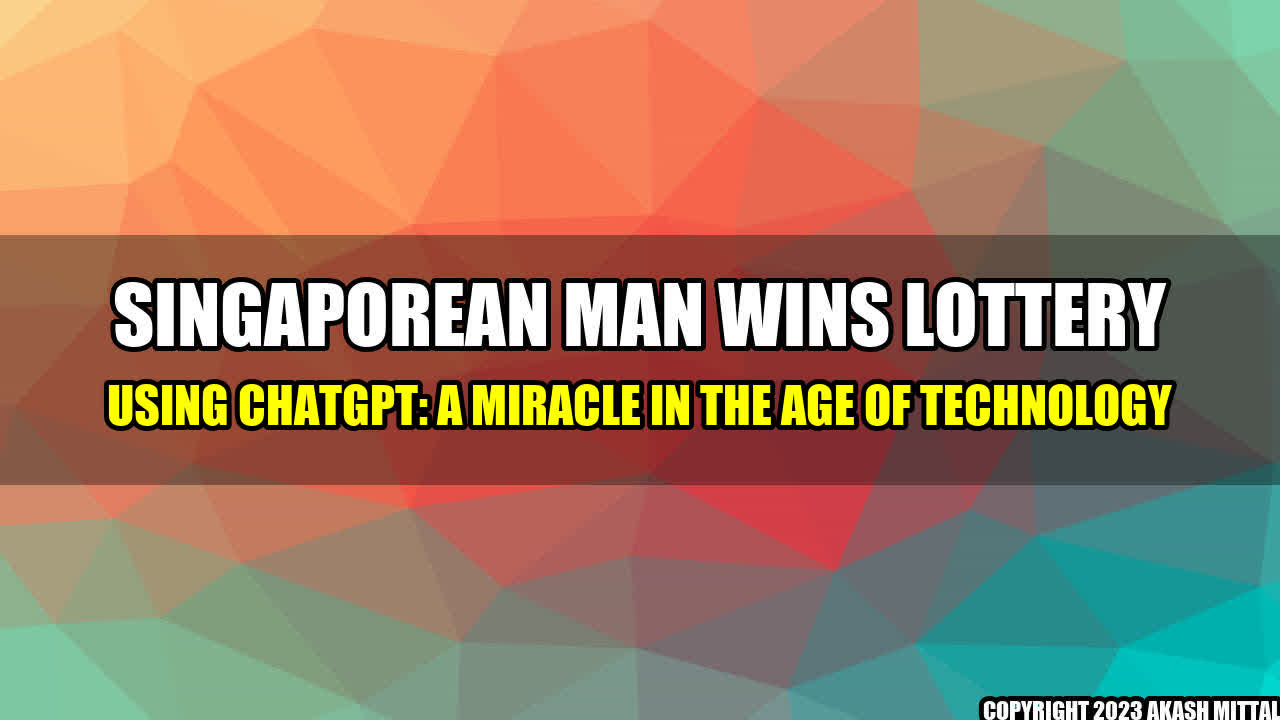 SINGAPOREAN MAN WINS LOTTERY
USING CHATGPT: A MIRACLE IN THE AGE OF TECHNOLOGY
COPYRIGHT 2023 AKASH MITTAL